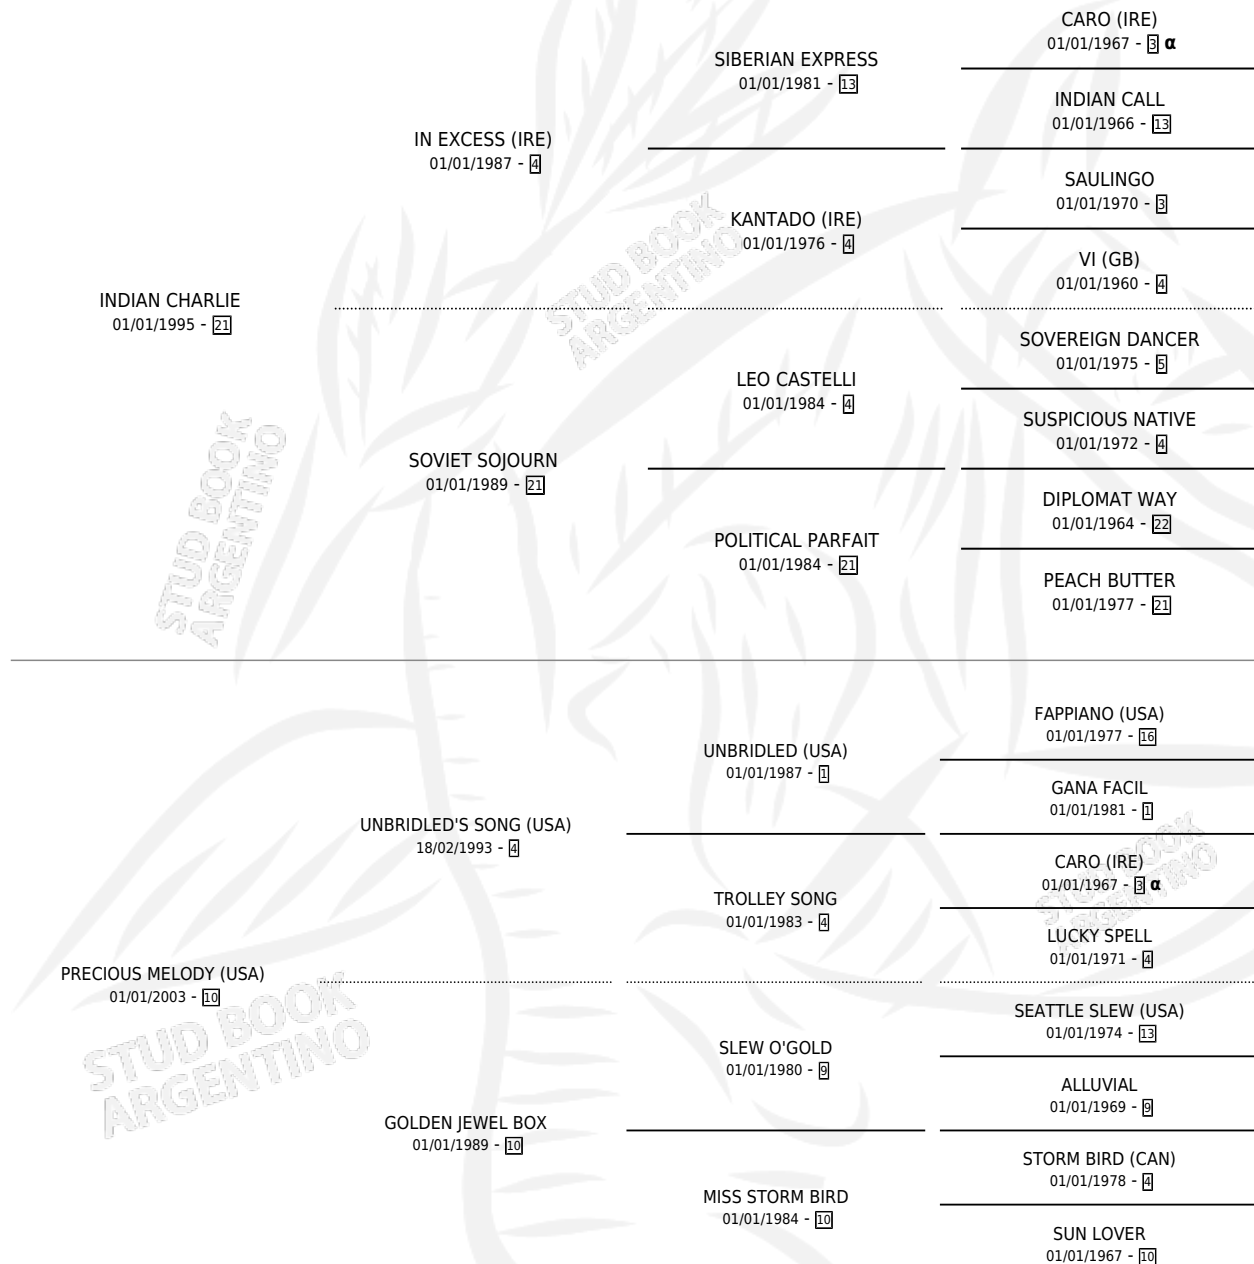 CARO (IRE)
01/01/1967 - 3 α
SIBERIAN EXPRESS
01/01/1981 - 13
INDIAN CALL
01/01/1966 - 13
IN EXCESS (IRE)
01/01/1987 - 4
SAULINGO
01/01/1970 - 3
KANTADO (IRE)
01/01/1976 - 4
VI (GB)
01/01/1960 - 4
INDIAN CHARLIE
01/01/1995 - 21
SOVEREIGN DANCER
01/01/1975 - 5
LEO CASTELLI
01/01/1984 - 4
SUSPICIOUS NATIVE
01/01/1972 - 4
SOVIET SOJOURN
01/01/1989 - 21
DIPLOMAT WAY
01/01/1964 - 22
POLITICAL PARFAIT
01/01/1984 - 21
PEACH BUTTER
01/01/1977 - 21
FAPPIANO (USA)
01/01/1977 - 16
UNBRIDLED (USA)
01/01/1987 - 1
GANA FACIL
01/01/1981 - 1
UNBRIDLED'S SONG (USA)
18/02/1993 - 4
CARO (IRE)
01/01/1967 - 3 α
TROLLEY SONG
01/01/1983 - 4
LUCKY SPELL
01/01/1971 - 4
PRECIOUS MELODY (USA)
01/01/2003 - 10
SEATTLE SLEW (USA)
01/01/1974 - 13
SLEW O'GOLD
01/01/1980 - 9
ALLUVIAL
01/01/1969 - 9
GOLDEN JEWEL BOX
01/01/1989 - 10
STORM BIRD (CAN)
01/01/1978 - 4
MISS STORM BIRD
01/01/1984 - 10
SUN LOVER
01/01/1967 - 10
STUD BOOK
ARGENTINO
STUD BOOK
ARGENTINO
STUD BOOK
ARGENTINO
STUD BOOK
ARGENTINO